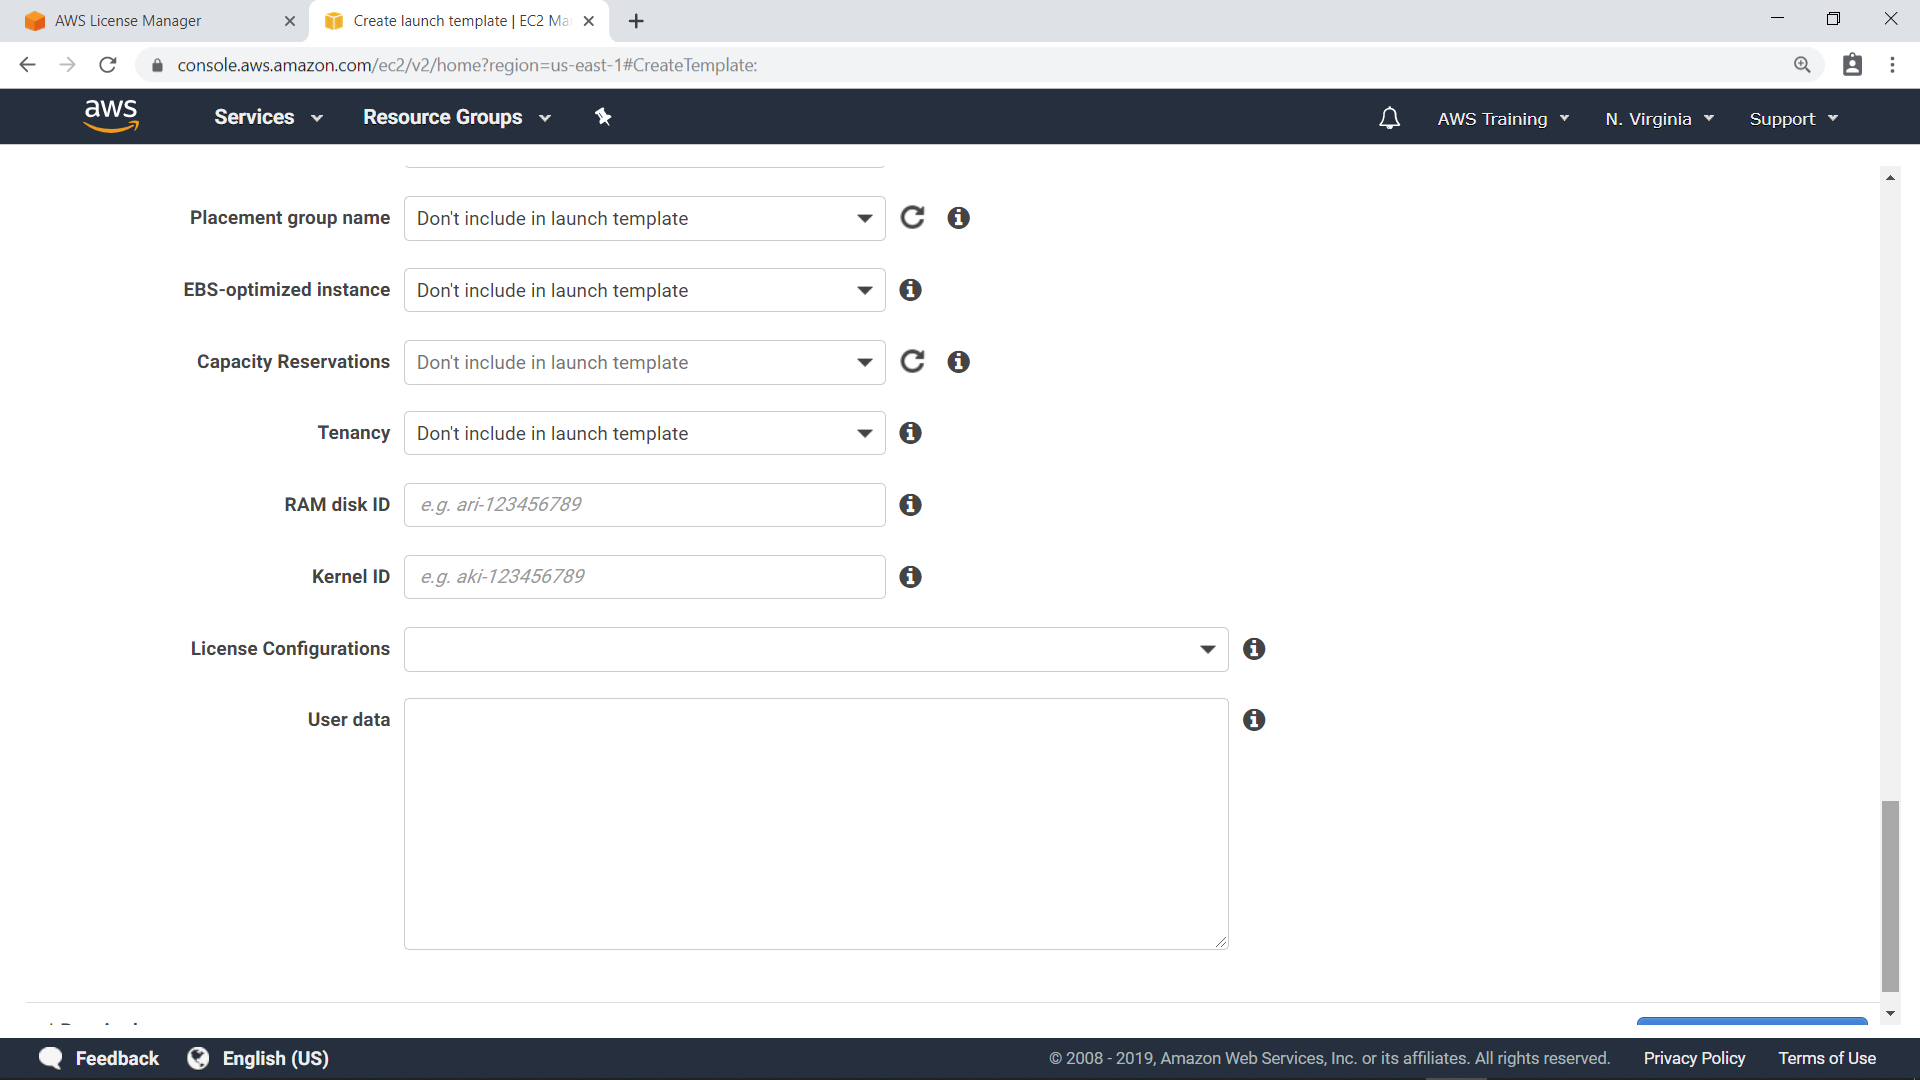 AWS License Manager
Create launch template | EC2 Ma
console.aws.amazon.com/ec2/v2/home?region=us-east-1#CreateTemplate:
aws Services Resource Groups AWS Training N. Virginia Support
Placement group name Don't include in launch template
EBS-optimized instance Don't include in launch template
Capacity Reservations Don't include in launch template
Tenancy Don't include in launch template
RAM disk ID e.g. ari-123456789
Kernel ID e.g. aki-123456789
License Configurations
User data
Feedback English (US) © 2008 - 2019, Amazon Web Services, Inc. or its affiliates. All rights reserved. Privacy Policy Terms of Use